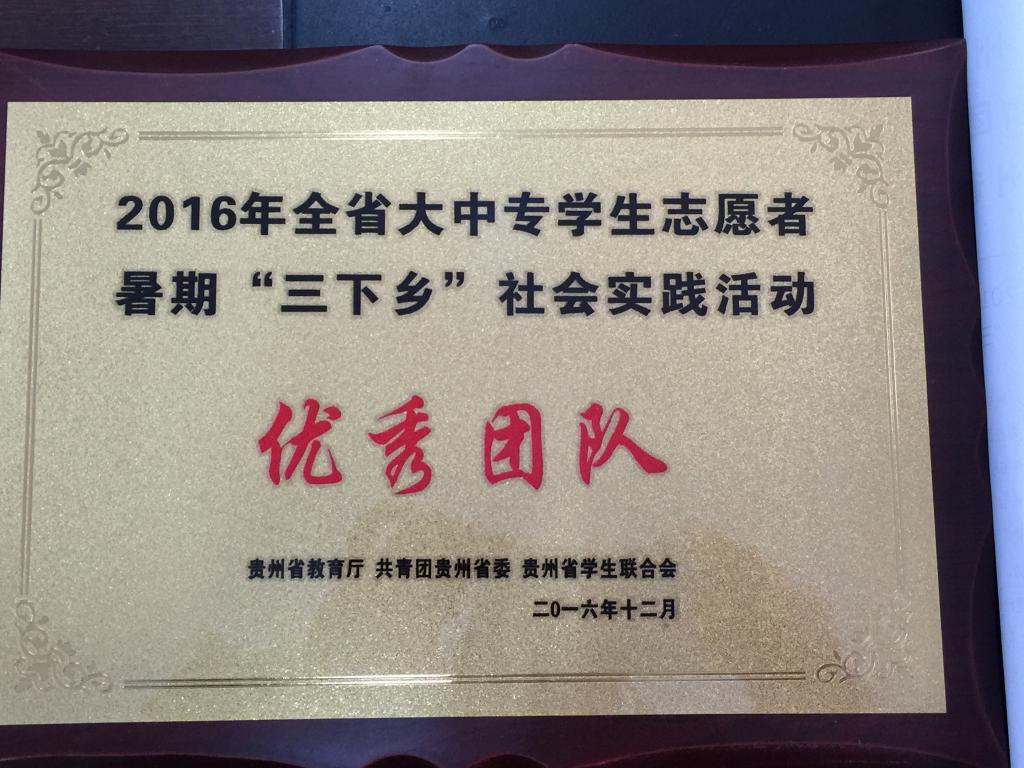 2016年全省大中专学生志愿者
暑期“三下乡”社会实践活动
优秀团队
贵州省教育厅 共青团贵州省委 贵州省学生联合会
二0一六年十二月